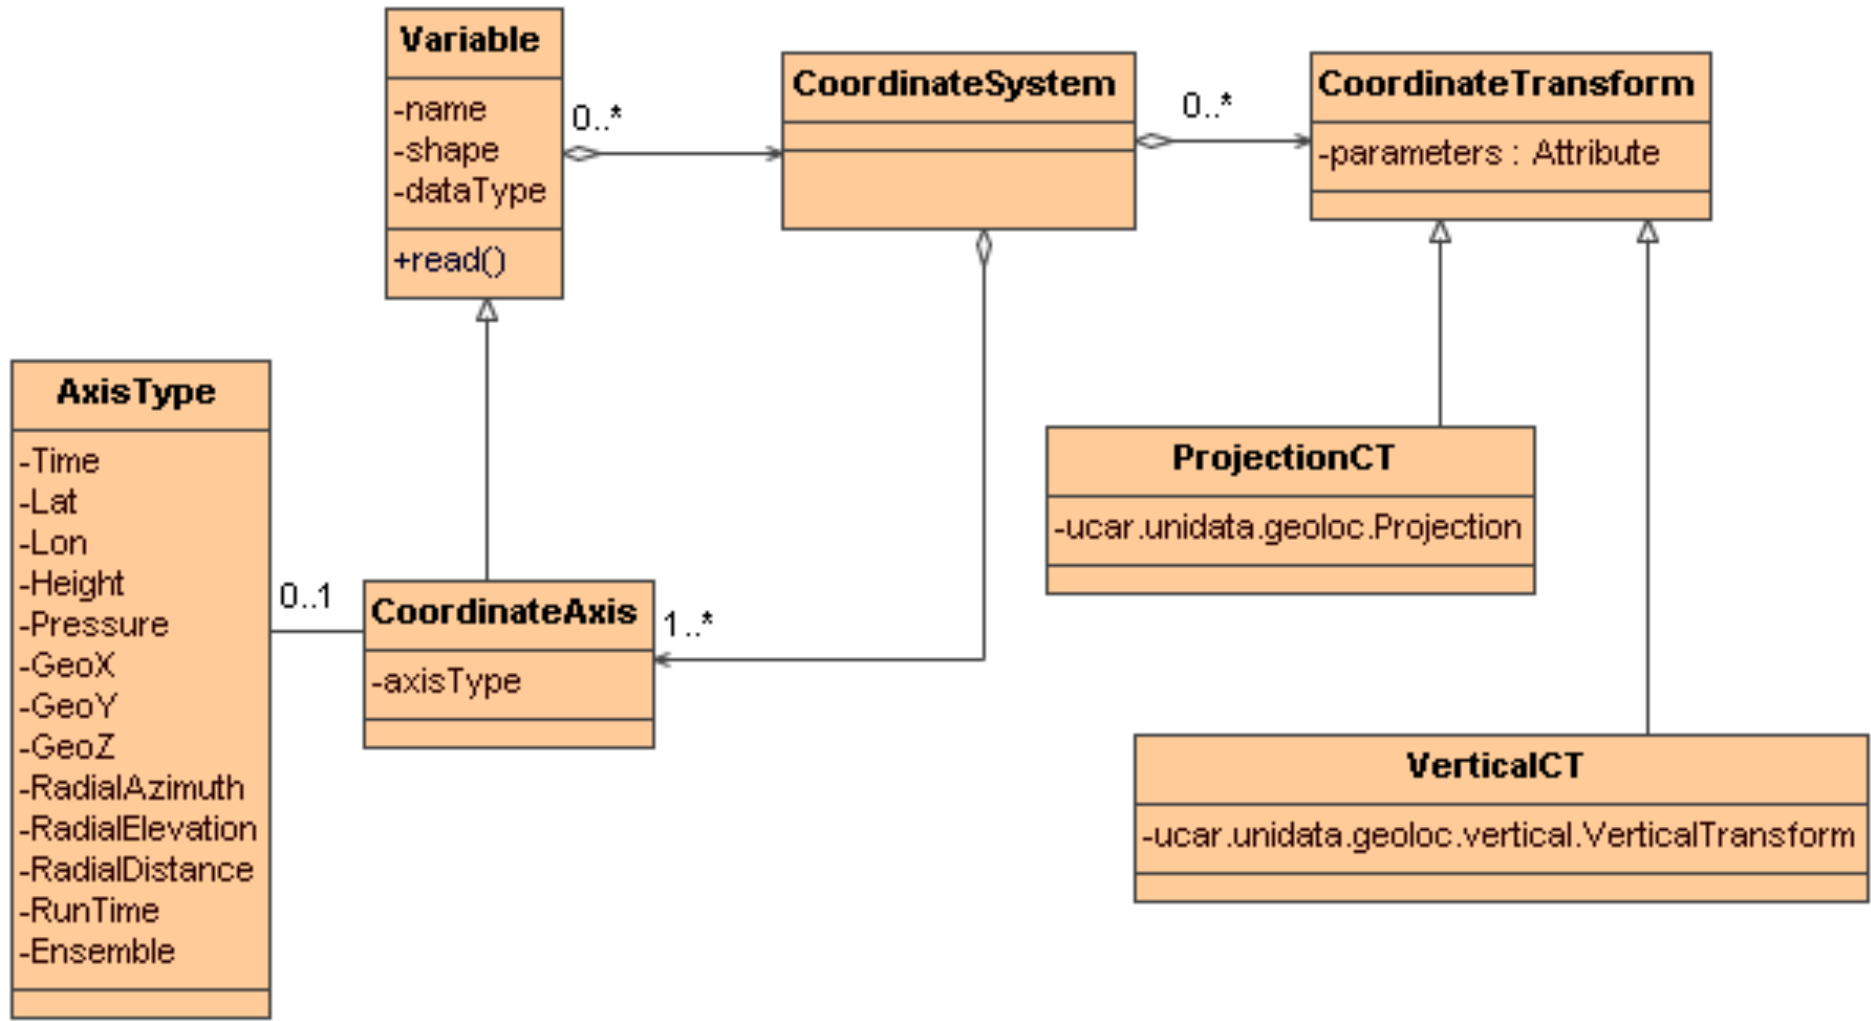 Variable
-name
-shape
-dataType
+read()
0..*
CoordinateSystem
0..*
CoordinateTransform
-parameters : Attribute
AxisType
-Time
-Lat
-Lon
-Height
-Pressure
-GeoX
-GeoY
-GeoZ
-RadialAzimuth
-RadialElevation
-RadialDistance
-RunTime
-Ensemble
0..1
CoordinateAxis
-axisType
1..*
ProjectionCT
-ucar.unidata.geoloc.Projection
VerticalCT
-ucar.unidata.geoloc.vertical.VerticalTransform